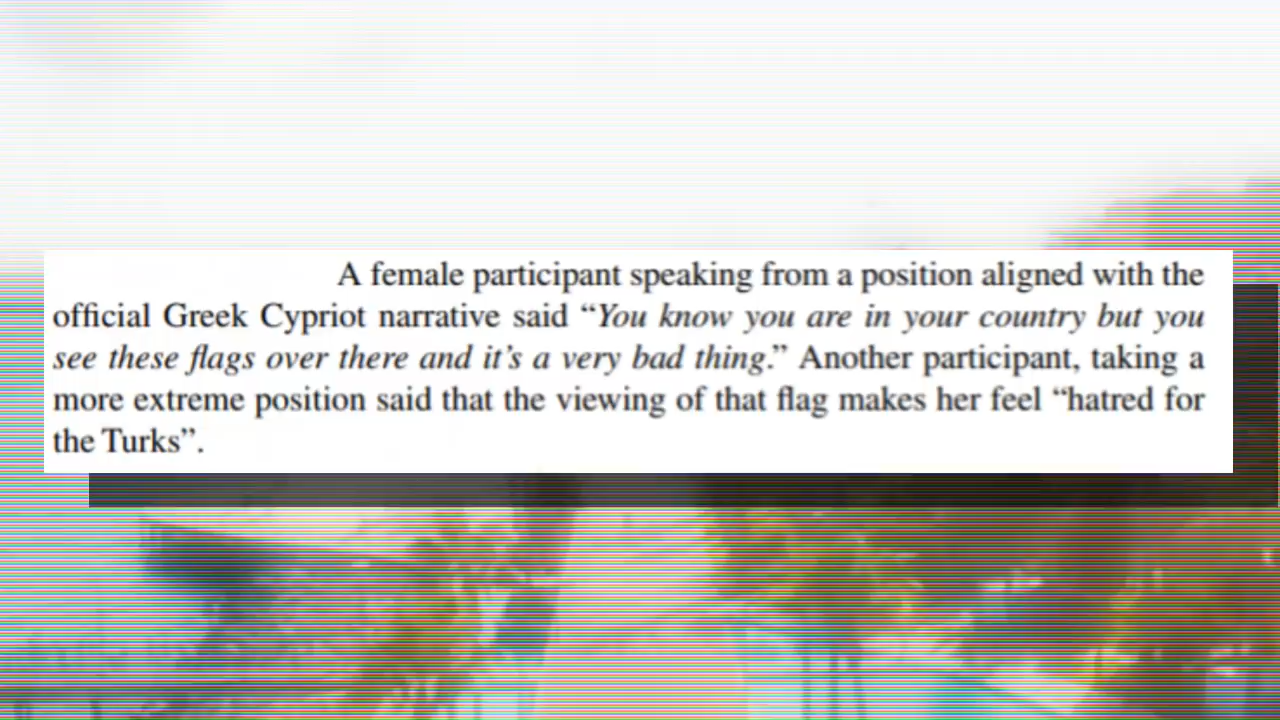 A female participant speaking from a position aligned with the
official Greek Cypriot narrative said “You know you are in your country but you
see these flags over there and it’s a very bad thing.” Another participant, taking a
more extreme position said that the viewing of that flag makes her feel “hatred for
the Turks”.